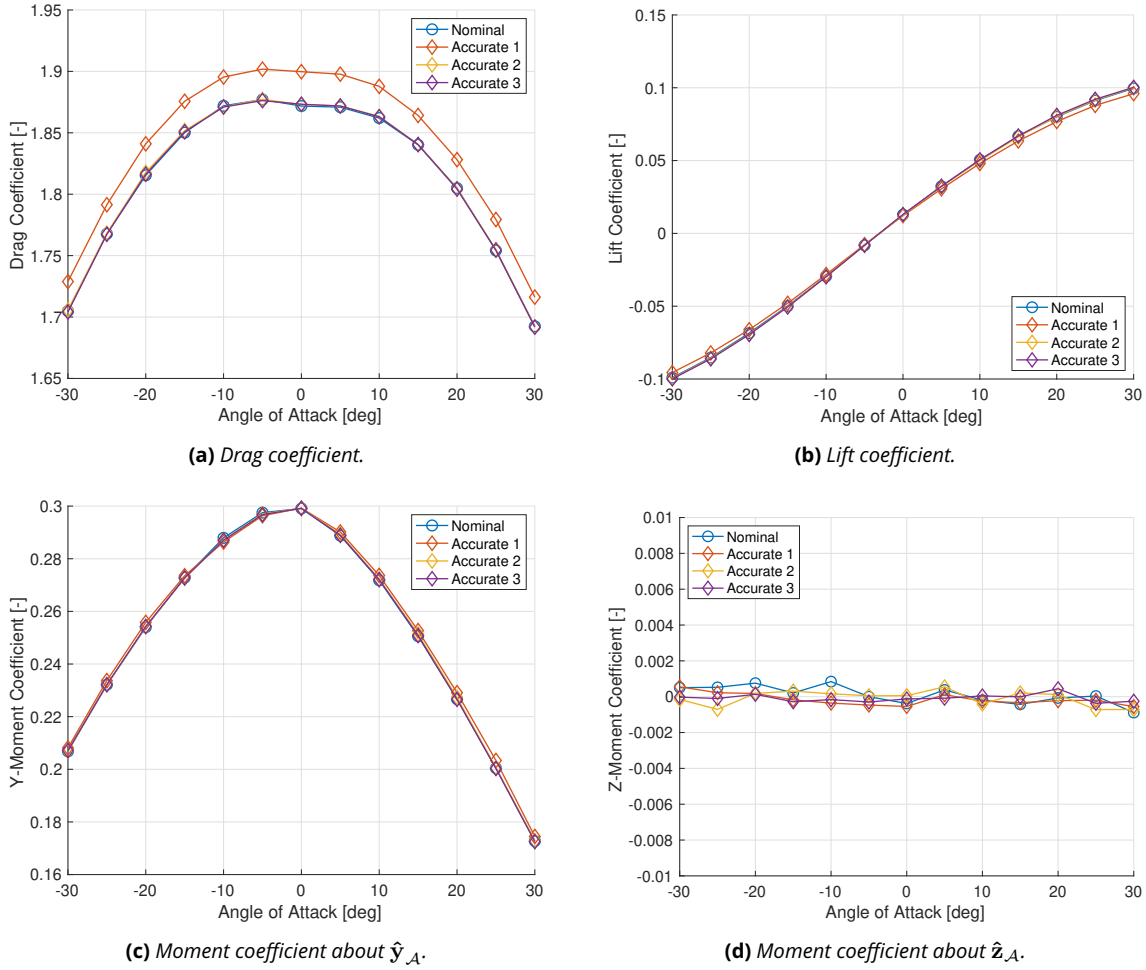 1.95
1.9
1.85
1.8
1.75
1.7
1.65
Drag Coefficient [-]
-30
-20
-10
0
10
20
30
Angle of Attack [deg]
Nominal
Accurate 1
Accurate 2
Accurate 3
(a) Drag coefficient.
0.15
0.1
0.05
0
-0.05
-0.1
Lift Coefficient [-]
-30
-20
-10
0
10
20
30
Angle of Attack [deg]
Nominal
Accurate 1
Accurate 2
Accurate 3
(b) Lift coefficient.
0.3
0.28
0.26
0.24
0.22
0.2
0.18
0.16
Y-Moment Coefficient [-]
-30
-20
-10
0
10
20
30
Angle of Attack [deg]
Nominal
Accurate 1
Accurate 2
Accurate 3
(c) Moment coefficient about ŷ𝒜.
0.01
0.008
0.006
0.004
0.002
0
-0.002
-0.004
-0.006
-0.008
-0.01
Z-Moment Coefficient [-]
-30
-20
-10
0
10
20
30
Angle of Attack [deg]
Nominal
Accurate 1
Accurate 2
Accurate 3
(d) Moment coefficient about ẑ𝒜.